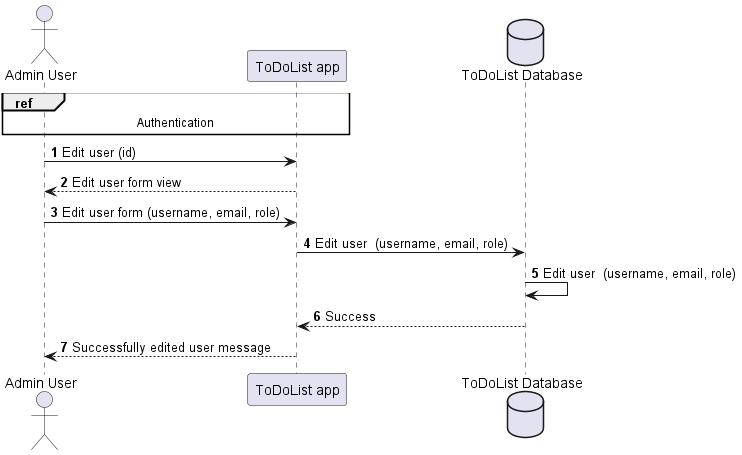 Admin User
ToDoList app
ToDoList Database
ref
Authentication
1 Edit user (id)
2 Edit user form view
3 Edit user form (username, email, role)
4 Edit user  (username, email, role)
5 Edit user  (username, email, role)
6 Success
7 Successfully edited user message
Admin User
ToDoList app
ToDoList Database